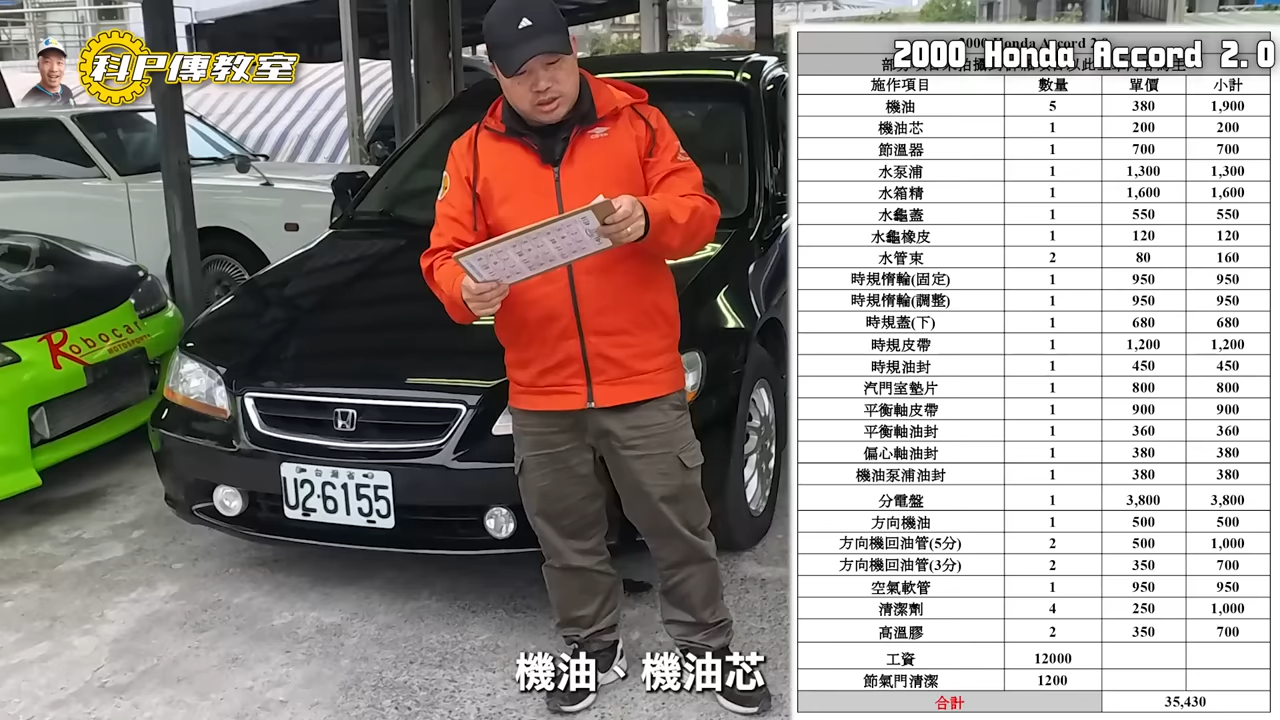 科P傳教室
2000 Honda Accord 2.0
施作項目 數量 單價 小計
機油 5 380 1,900
機油芯 1 200 200
節溫器 1 700 700
水泵浦 1 1,300 1,300
水箱精 1 1,600 1,600
水龜蓋 1 550 550
水龜橡皮 1 120 120
水管束 2 80 160
時規惰輪(固定) 1 950 950
時規惰輪(調整) 1 950 950
時規蓋(下) 1 680 680
時規皮帶 1 1,200 1,200
時規油封 1 450 450
汽門室墊片 1 800 800
平衡軸皮帶 1 900 900
平衡軸油封 1 360 360
偏心軸油封 1 380 380
機油泵浦油封 1 380 380
分電盤 1 3,800 3,800
方向機油 1 500 500
方向機回油管(5分) 2 500 1,000
方向機回油管(3分) 2 350 700
空氣軟管 1 950 950
清潔劑 4 250 1,000
高溫膠 2 350 700
工資 12000
節氣門清潔 1200
合計 35,430
Robocar
MOTORSPORTS
台灣省
U2-6155
機油、機油芯